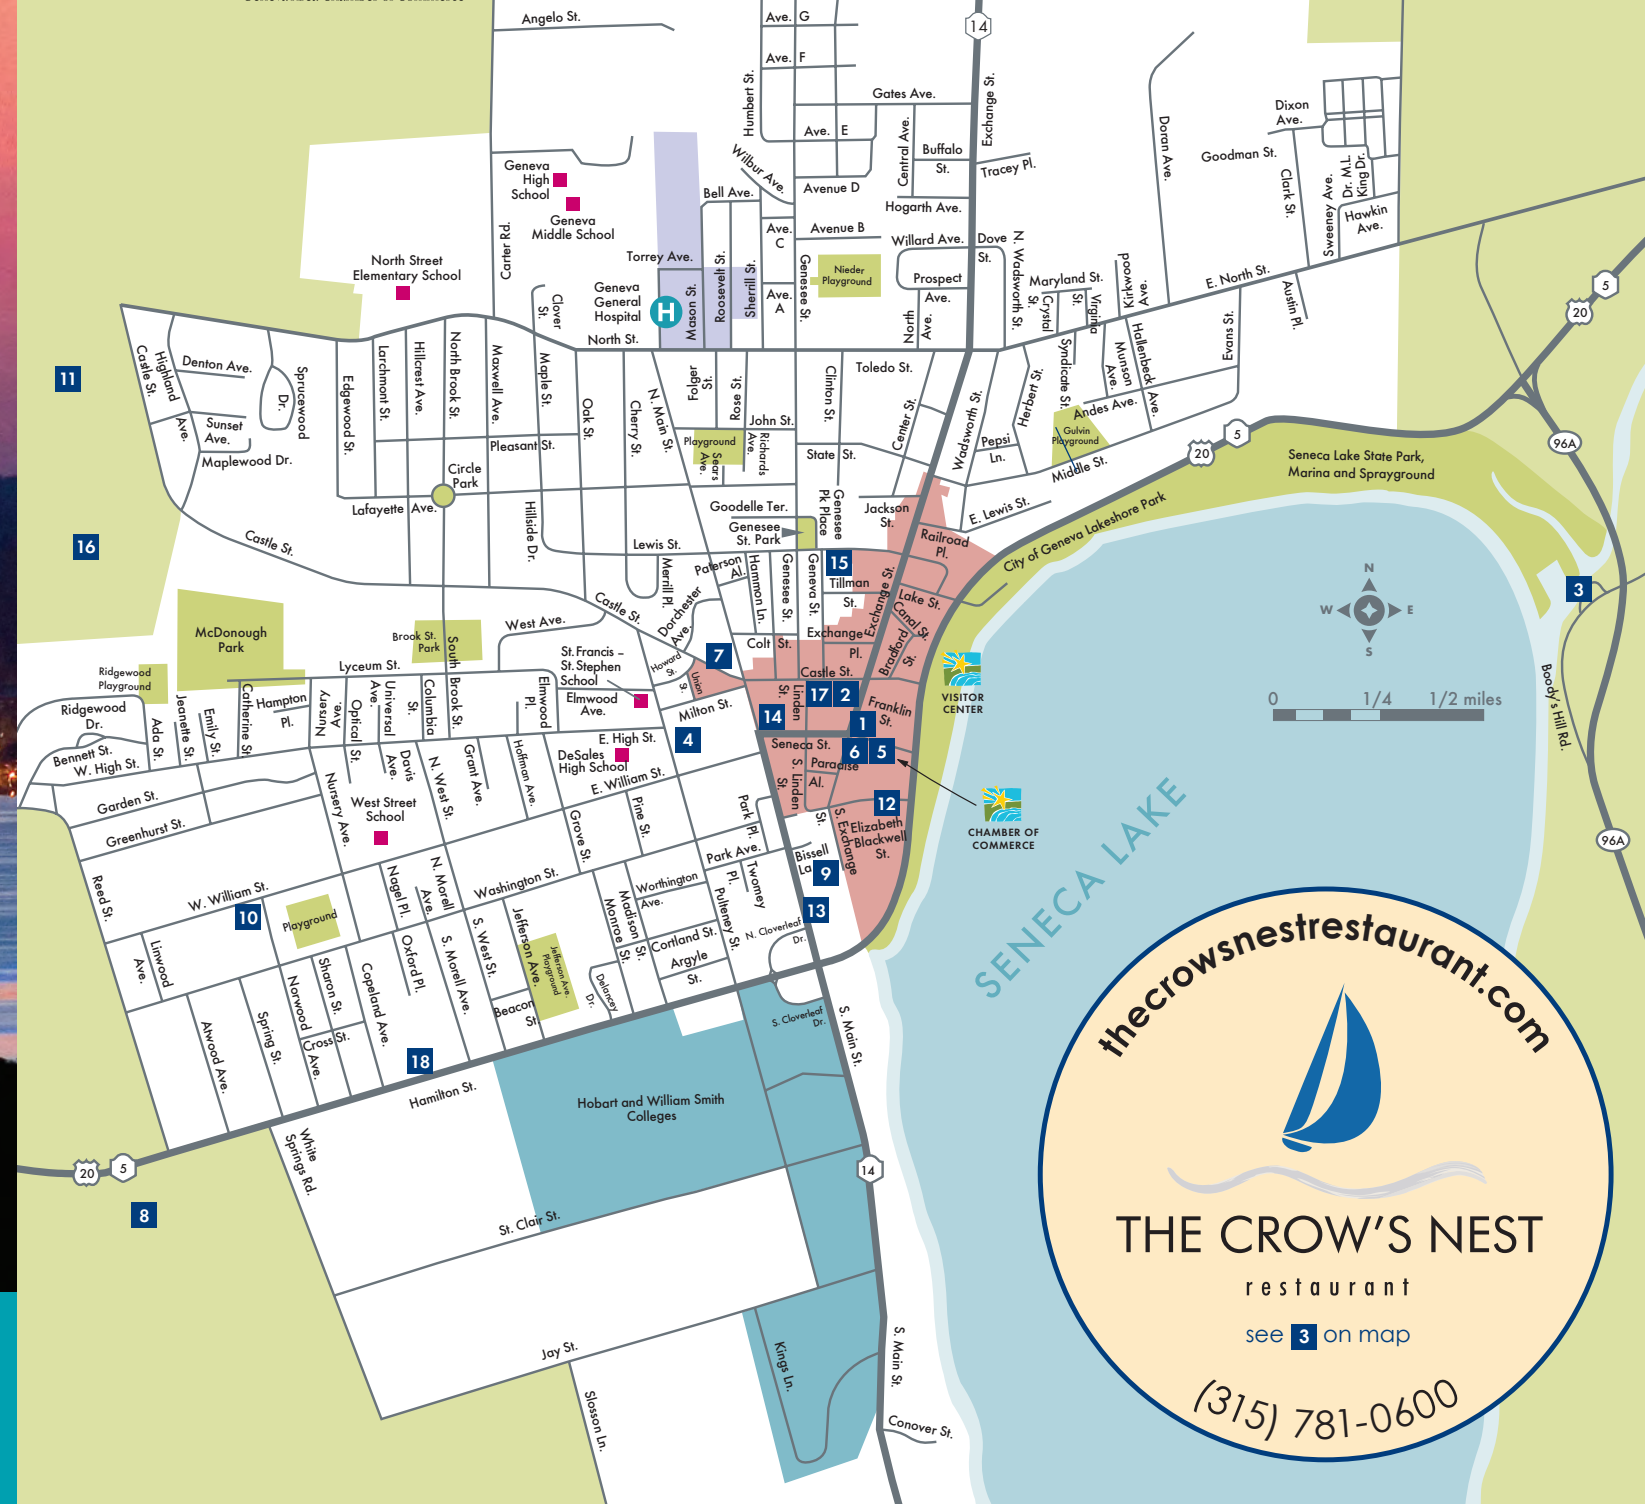 Angelo St.
Ave. G
14
Ave. F
Humbert St.
Exchange St.
Gates Ave.
Ave. E
Central Ave.
Buffalo
St.
Tracey Pl.
Doran Ave.
Dixon
Ave.
Goodman St.
Clark St.
Sweeney Ave.
Dr. M.L.
King Dr.
Hawkin
Ave.
Wilbur Ave.
Avenue D
Bell Ave.
Hogarth Ave.
Geneva
High
School
Geneva
Middle School
Carter Rd.
Ave.
C
Avenue B
Willard Ave.
Dove
St.
N. Wadsworth St.
North Street
Elementary School
Torrey Ave.
Roosevelt St.
Sherrill St.
Genesee St.
Nieder
Playground
Prospect
Ave.
North
Ave.
Maryland St.
Crystal
St.
Virginia
St.
Kirkwood
Ave.
E. North St.
Austin Pl.
5
20
Clover
St.
Geneva
General
Hospital
H
Mason St.
Ave.
A
North St.
11
Castle St.
Highland
Ave.
Denton Ave.
Sprucewood
Dr.
Sunset
Ave.
Maplewood Dr.
Edgewood St.
Larchmont St.
Hillcrest Ave.
North Brook St.
Maxwell Ave.
Maple St.
Oak St.
Cherry St.
N. Main St.
Folger
St.
Rose St.
John St.
Clinton St.
Toledo St.
Center St.
Wadsworth St.
Herbert St.
Syndicate St.
Munson
Ave.
Hallenbeck
Ave.
Evans St.
Andes Ave.
Gulvin
Playground
Pepsi
Ln.
Middle St.
20
5
96A
Seneca Lake State Park,
Marina and Sprayground
Pleasant St.
Playground
Sears
Ave.
Richards
Ave.
State St.
Circle
Park
Lafayette Ave.
Hillside Dr.
Goodelle Ter.
Genesee
St. Park
Genesee
Pk Place
Jackson
St.
E. Lewis St.
City of Geneva Lakeshore Park
Railroad
Pl.
16
Castle St.
Lewis St.
Merrill Pl.
Paterson
Al.
Hammon Ln.
Genesee St.
Geneva St.
15
Tillman
St.
Exchange St.
Lake St.
Canal St.
Bradford
St.
N
W
E
S
3
McDonough
Park
Brook St.
Park
West Ave.
Castle St.
Dorchester
Ave.
Colt St.
Exchange
Pl.
Castle St.
Ridgewood
Playground
Lyceum St.
South
Brook St.
St. Francis –
St. Stephen
School
Howard
St.
Union
St.
7
VISITOR
CENTER
0
1/4
1/2 miles
Boody's Hill Rd.
Ridgewood
Dr.
Ada St.
Jeanette St.
Emily St.
Catherine St.
Hampton
Pl.
Nursery
Ave.
Optical
St.
Universal
Ave.
Columbia
St.
Elmwood
Pl.
Elmwood
Ave.
Milton St.
14
Linden
St.
17
2
1
Franklin
St.
Bennett St.
W. High St.
Garden St.
Greenhurst St.
Nursery Ave.
Davis
Ave.
N. West St.
Grant Ave.
Hoffman Ave.
E. High St.
DeSales
High School
4
Seneca St.
6
5
Paradise
Al.
S. Linden
St.
E. William St.
West Street
School
Pine St.
Grove St.
Park Pl.
St.
S. Exchange
12
Elizabeth
Blackwell
St.
CHAMBER OF
COMMERCE
SENECA LAKE
96A
Reed St.
W. William St.
10
Playground
Nagel Pl.
N. Morell
Ave.
Washington St.
Worthington
Ave.
Park Ave.
Pl.
Twomey
Bissell
La
9
13
Linwood
Ave.
Norwood
Ave.
Sharon St.
Copeland Ave.
Oxford Pl.
S. Morell Ave.
S. West St.
Jefferson Ave.
Jefferson Ave.
Playground
Monroe St.
Madison
St.
Cortland St.
Argyle
St.
Pulteney St.
N. Cloverleaf
Dr.
Delancey
Dr.
Beacon
St.
Atwood Ave.
Spring St.
Cross St.
18
Hamilton St.
S. Cloverleaf
Dr.
S. Main St.
Hobart and William Smith
Colleges
White
Springs Rd.
20
5
8
14
St. Clair St.
Jay St.
Slosson Ln.
Kings Ln.
S. Main St.
Conover St.
thecrowsnestrestaurant.com
THE CROW'S NEST
restaurant
see 3 on map
(315) 781-0600